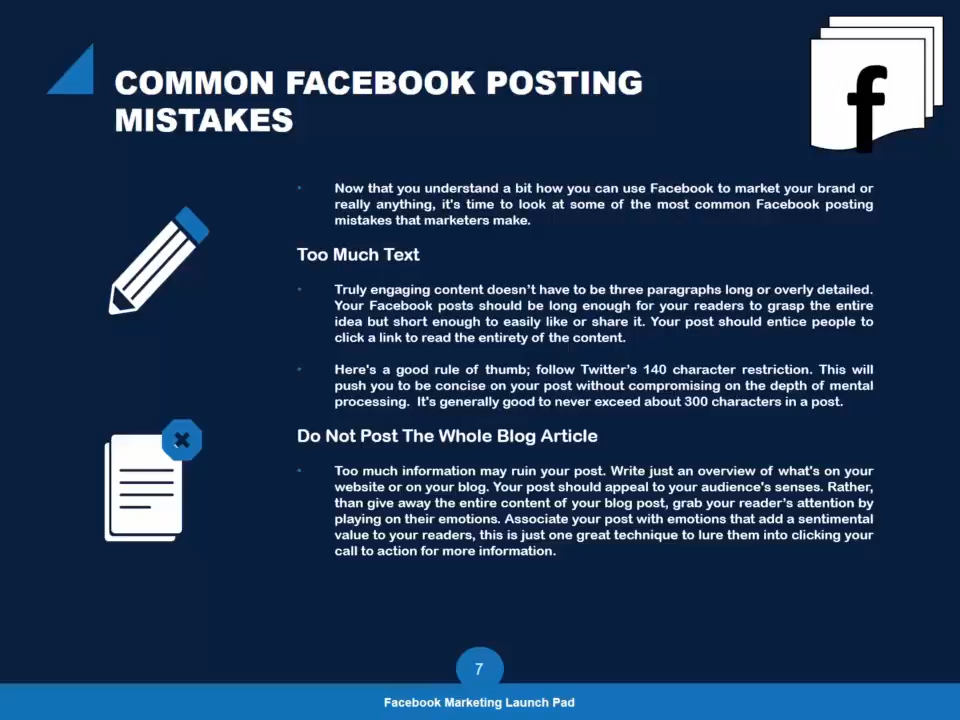 COMMON FACEBOOK POSTING
MISTAKES
f
Now that you understand a bit how you can use Facebook to market your brand or
really anything, it's time to look at some of the most common Facebook posting
mistakes that marketers make.
Too Much Text
Truly engaging content doesn’t have to be three paragraphs long or overly detailed.
Your Facebook posts should be long enough for your readers to grasp the entire
idea but short enough to easily like or share it. Your post should entice people to
click a link to read the entirety of the content.
Here's a good rule of thumb; follow Twitter’s 140 character restriction. This will
push you to be concise on your post without compromising on the depth of mental
processing. It's generally good to never exceed about 300 characters in a post.
Do Not Post The Whole Blog Article
Too much information may ruin your post. Write just an overview of what's on your
website or on your blog. Your post should appeal to your audience's senses. Rather,
than give away the entire content of your blog post, grab your reader’s attention by
playing on their emotions. Associate your post with emotions that add a sentimental
value to your readers, this is just one great technique to lure them into clicking your
call to action for more information.
7
Facebook Marketing Launch Pad